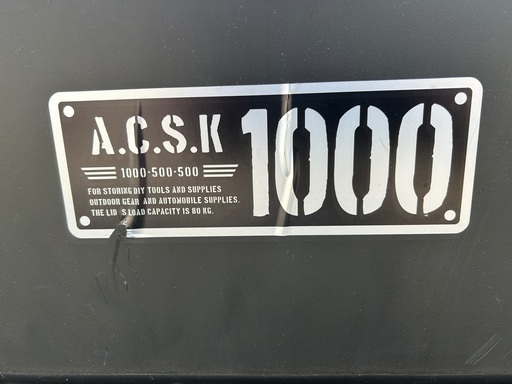 A.C.S.K
1000
1000-500-500
FOR STORING DIY TOOLS AND SUPPLIES
OUTDOOR GEAR AND AUTOMOBILE SUPPLIES.
THE LID S LOAD CAPACITY IS 80 KG.